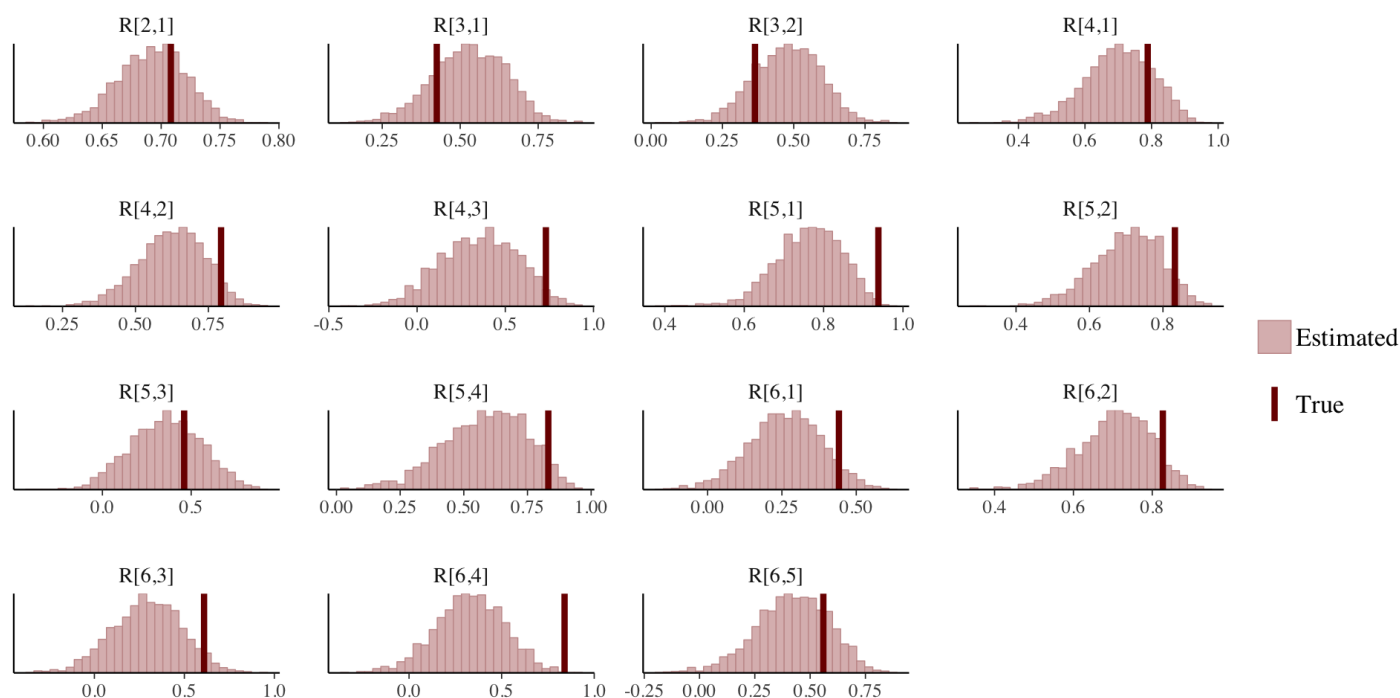 R[2,1] R[3,1] R[3,2] R[4,1]
0.60 0.65 0.70 0.75 0.80 0.25 0.50 0.75 0.00 0.25 0.50 0.75 0.4 0.6 0.8 1.0
R[4,2] R[4,3] R[5,1] R[5,2]
0.25 0.50 0.75 -0.5 0.0 0.5 1.0 0.4 0.6 0.8 1.0 0.4 0.6 0.8
Estimated
True
R[5,3] R[5,4] R[6,1] R[6,2]
0.0 0.5 0.00 0.25 0.50 0.75 1.00 0.00 0.25 0.50 0.4 0.6 0.8
R[6,3] R[6,4] R[6,5]
0.0 0.5 1.0 0.0 0.5 1.0 -0.25 0.00 0.25 0.50 0.75